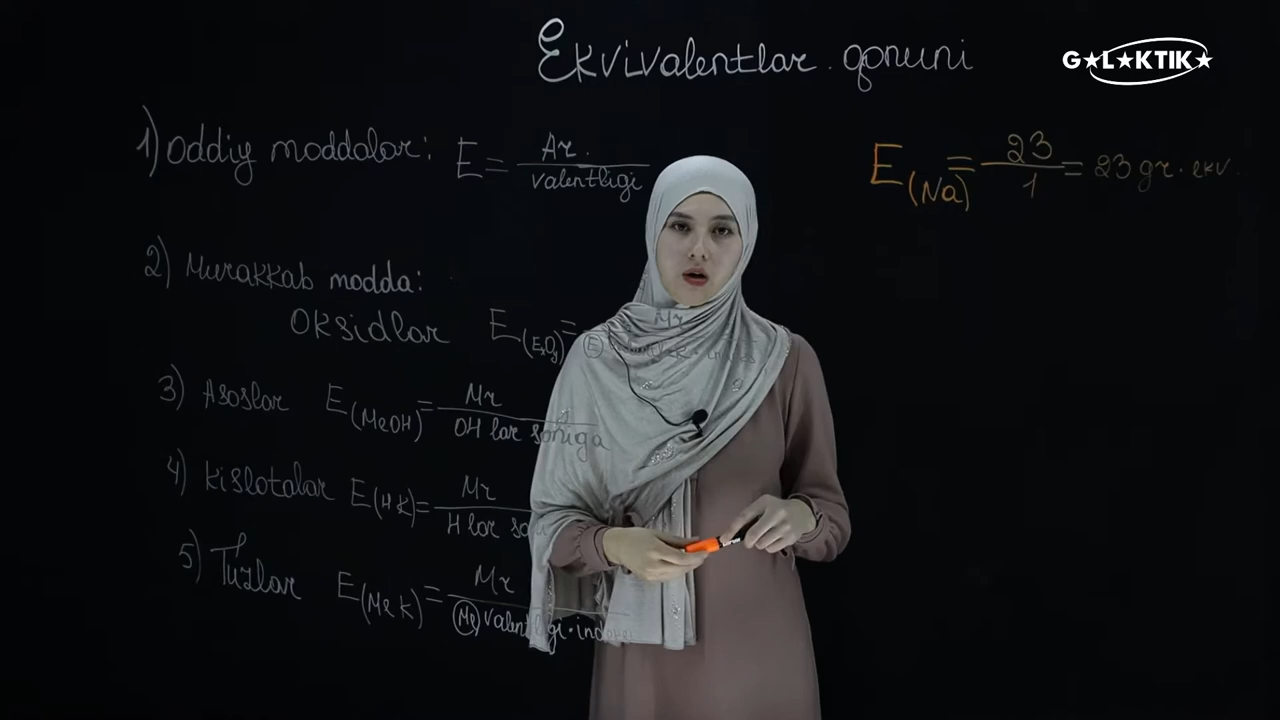 Ekvivalentlar qonuni
G★L★KTIK★
1) Oddiy moddalar: E = Ar / valentligi
E(Na) = 23 / 1 = 23 gr. ekv.
2) Murakkab modda:
Oksidlar E(ExOy) = Mr / (E) indeks
3) Asoslar E(MeOH) = Mr / OH lar soniga
4) Kislotalar E(HK) = Mr / H lar
5) Tuzlar E(MeK) = Mr / (Me) valentligi · indeksi